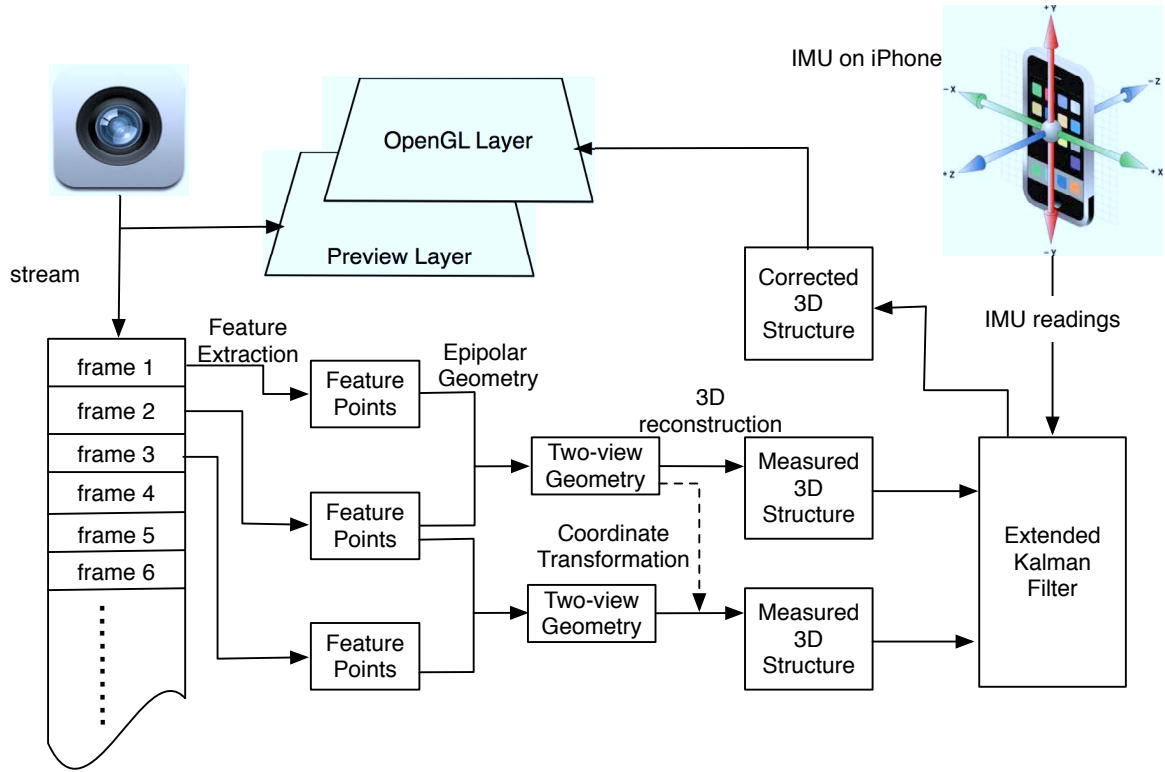 IMU on iPhone
+Y
-X
-Z
+Z
+X
-Y
OpenGL Layer
Preview Layer
stream
Corrected
3D
Structure
IMU readings
Feature
Extraction
Epipolar
Geometry
frame 1
frame 2
frame 3
frame 4
frame 5
frame 6
Feature
Points
Feature
Points
Feature
Points
3D
reconstruction
Two-view
Geometry
Coordinate
Transformation
Two-view
Geometry
Measured
3D
Structure
Measured
3D
Structure
Extended
Kalman
Filter